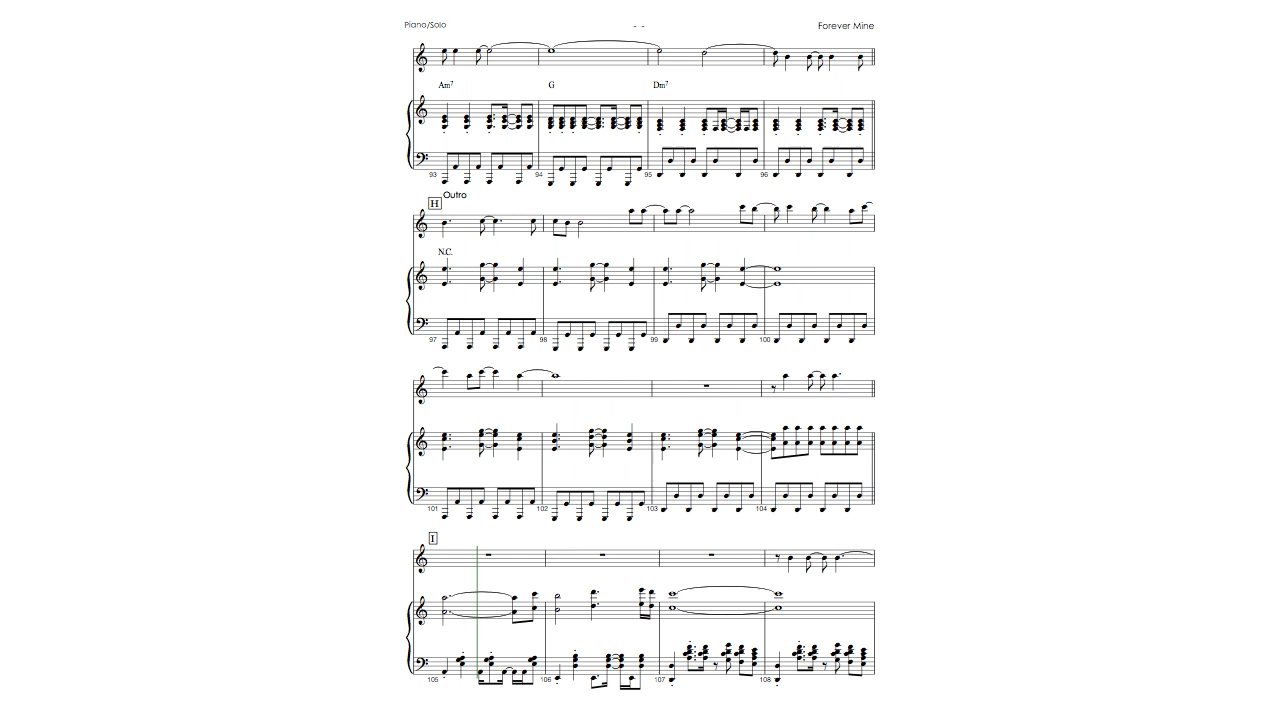 Piano/Solo - - Forever Mine
Am7 G Dm7
93 94 95 96
H Outro
N.C.
97 98 99 100
101 102 103 104
I
105 106 107 108